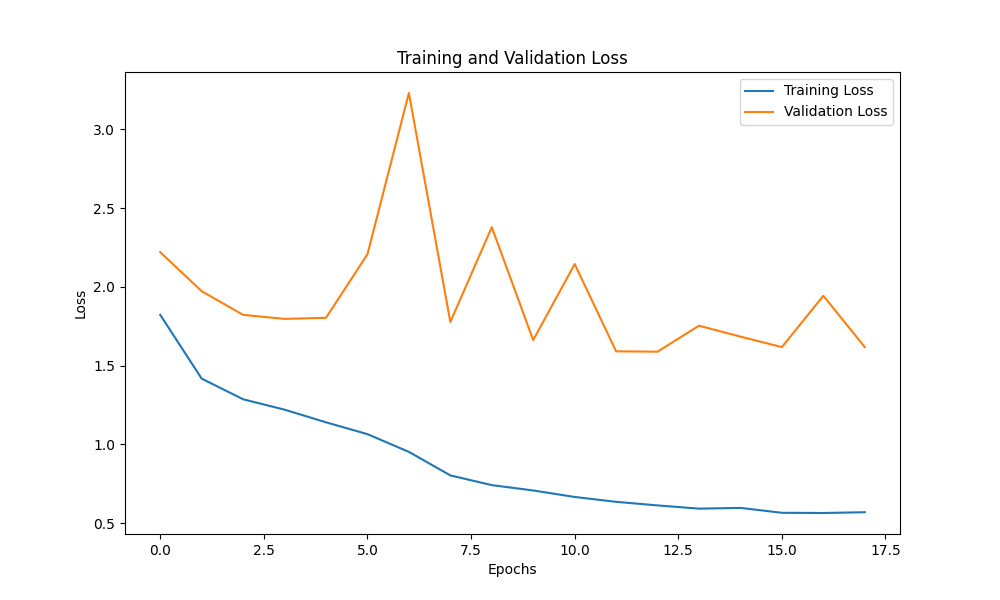 Training and Validation Loss
Training Loss
Validation Loss
3.0
2.5
2.0
1.5
1.0
0.5
Loss
0.0 2.5 5.0 7.5 10.0 12.5 15.0 17.5
Epochs